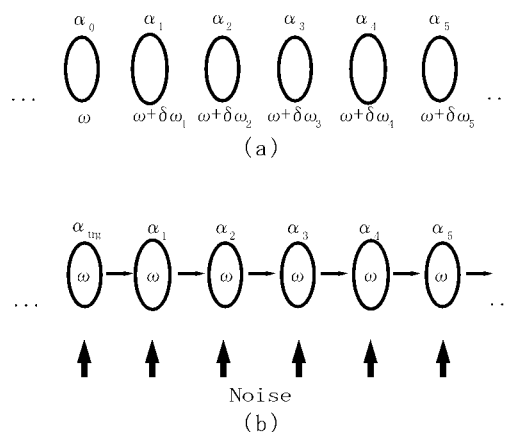 α₀ α₁ α₂ α₃ α₄ α₅
... ..
ω ω+δω₁ ω+δω₂ ω+δω₃ ω+δω₄ ω+δω₅
(a)
α₁ α₂ α₃ α₄ α₅
... ω ω ω ω ω ω ..
Noise
(b)